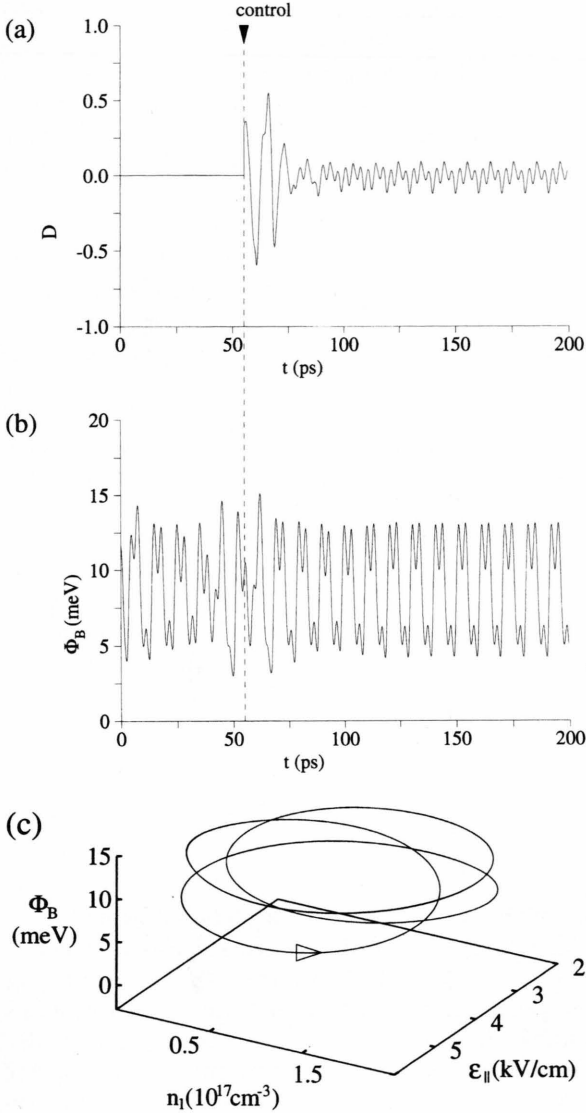 (a)
control
1.0
0.5
0.0
-0.5
-1.0
D
0 50 100 150 200
t (ps)
(b)
20
15
10
5
0
Φ_B (meV)
0 50 100 150 200
t (ps)
(c)
15
10
5
0
Φ_B
(meV)
0.5 1.5
n_l(10^17cm^-3)
5 4 3 2
ε_||(kV/cm)